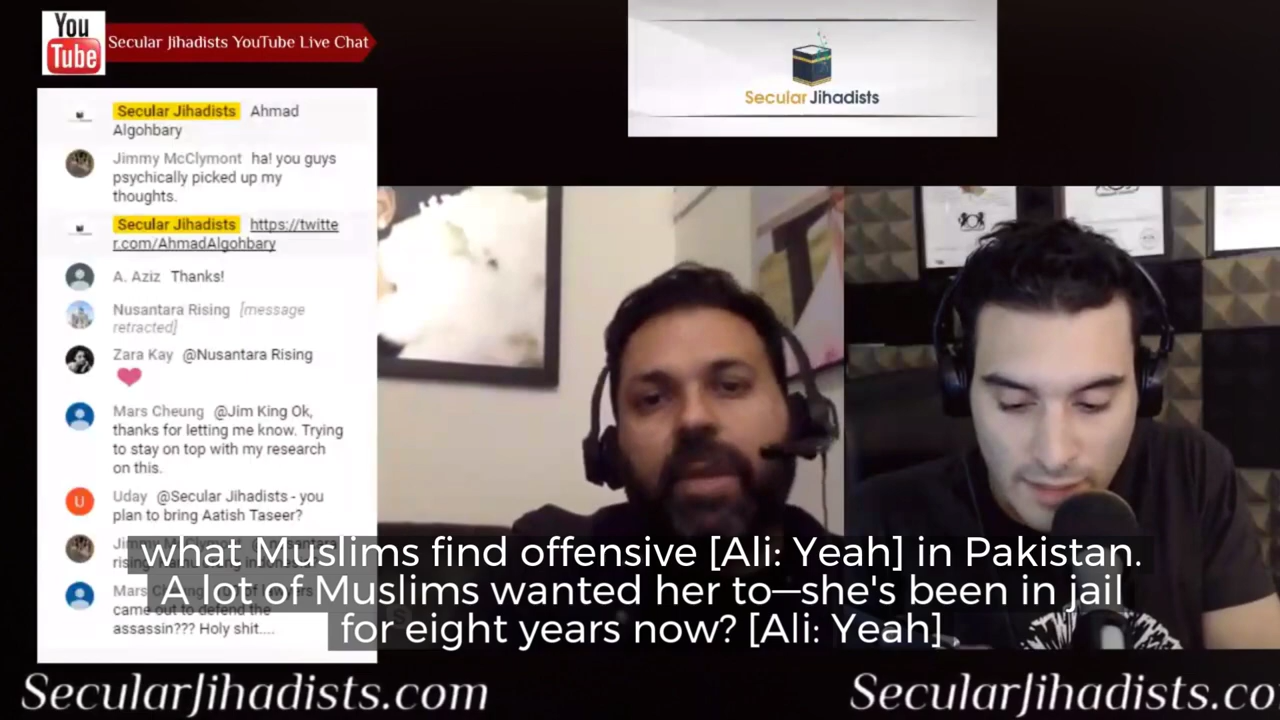 You
Tube
Secular Jihadists YouTube Live Chat
Secular Jihadists
Secular Jihadists Ahmad
Algohbary
Jimmy McClymont ha! you guys
psychically picked up my
thoughts.
Secular Jihadists https://twitte
r.com/AhmadAlgohbary
A. Aziz Thanks!
Nusantara Rising [message
retracted]
Zara Kay @Nusantara Rising
Mars Cheung @Jim King Ok,
thanks for letting me know. Trying
to stay on top with my research
on this.
U
Uday @Secular Jihadists - you
plan to bring Aatish Taseer?
came out to defend the
assassin??? Holy shit....
what Muslims find offensive [Ali: Yeah] in Pakistan.
A lot of Muslims wanted her to—she's been in jail
for eight years now? [Ali: Yeah]
SecularJihadists.com
SecularJihadists.co